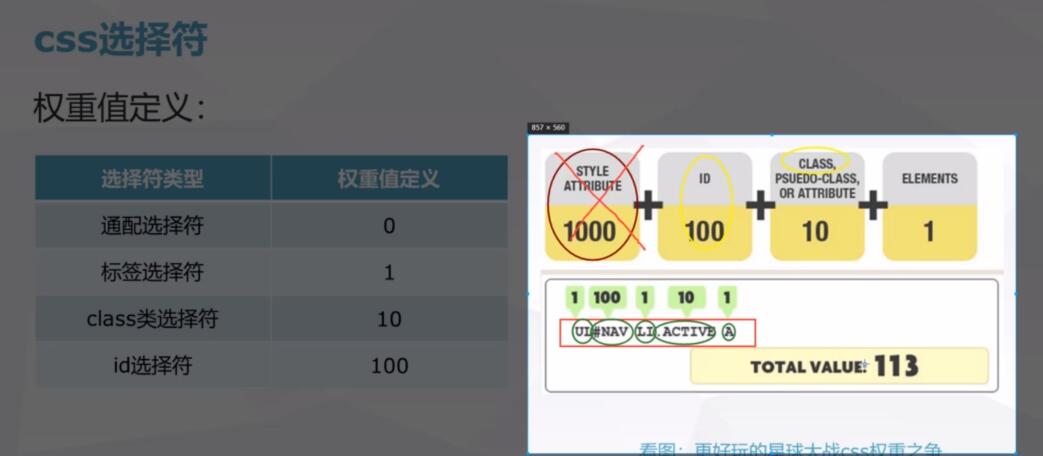 css选择符
权重值定义：
选择符类型 权重值定义
通配选择符 0
标签选择符 1
class类选择符 10
id选择符 100
857 × 560
STYLE
ATTRIBUTE
1000
+
ID
100
+
CLASS,
PSUEDO-CLASS,
OR ATTRIBUTE
10
+
ELEMENTS
1
1 100 1 10 1
UL#NAV LI.ACTIVE A
TOTAL VALUE: 113
看图：更好玩的星球大战css权重之争